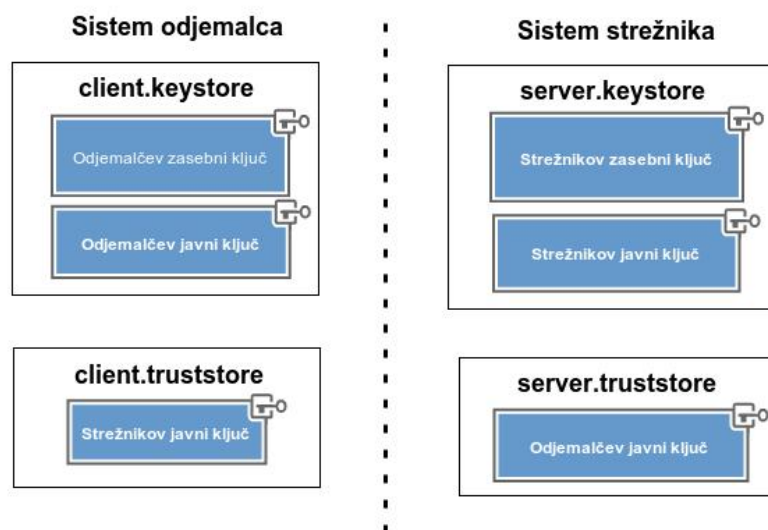 Sistem odjemalca
client.keystore
Odjemalčev zasebni ključ
Odjemalčev javni ključ
client.truststore
Strežnikov javni ključ
Sistem strežnika
server.keystore
Strežnikov zasebni ključ
Strežnikov javni ključ
server.truststore
Odjemalčev javni ključ